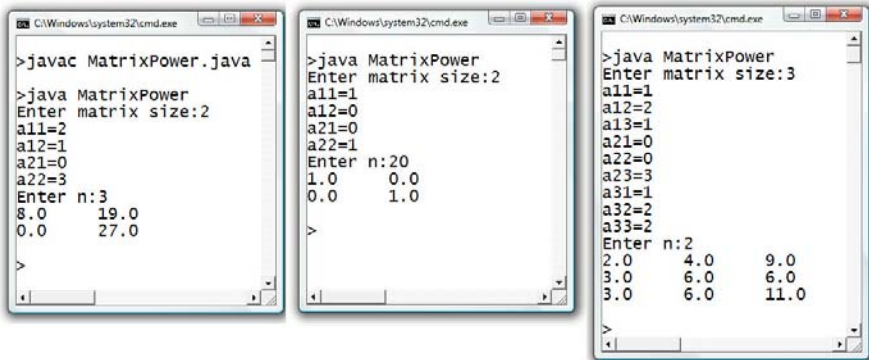 C:\Windows\system32\cmd.exe
>javac MatrixPower.java
>java MatrixPower
Enter matrix size:2
a11=2
a12=1
a21=0
a22=3
Enter n:3
8.0 19.0
0.0 27.0
>
C:\Windows\system32\cmd.exe
>java MatrixPower
Enter matrix size:2
a11=1
a12=0
a21=0
a22=1
Enter n:20
1.0 0.0
0.0 1.0
>
C:\Windows\system32\cmd.exe
>java MatrixPower
Enter matrix size:3
a11=1
a12=2
a13=1
a21=0
a22=0
a23=3
a31=1
a32=2
a33=2
Enter n:2
2.0 4.0 9.0
3.0 6.0 6.0
3.0 6.0 11.0
>